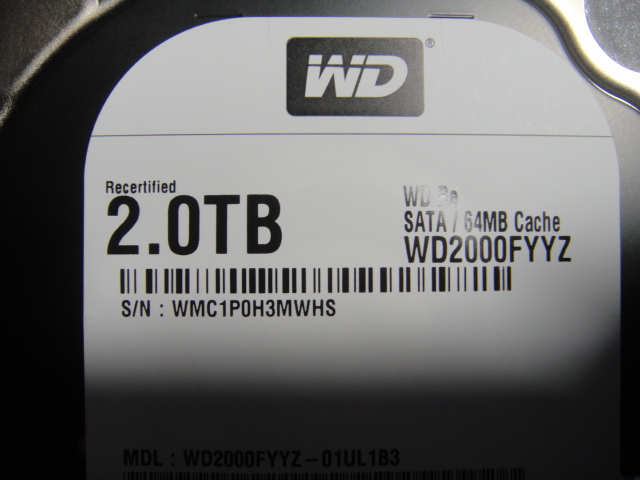 WD®
Recertified
2.0TB
WD Re
SATA / 64MB Cache
WD2000FYYZ
S/N : WMC1P0H3MWHS
MDL : WD2000FYYZ-01UL1B3